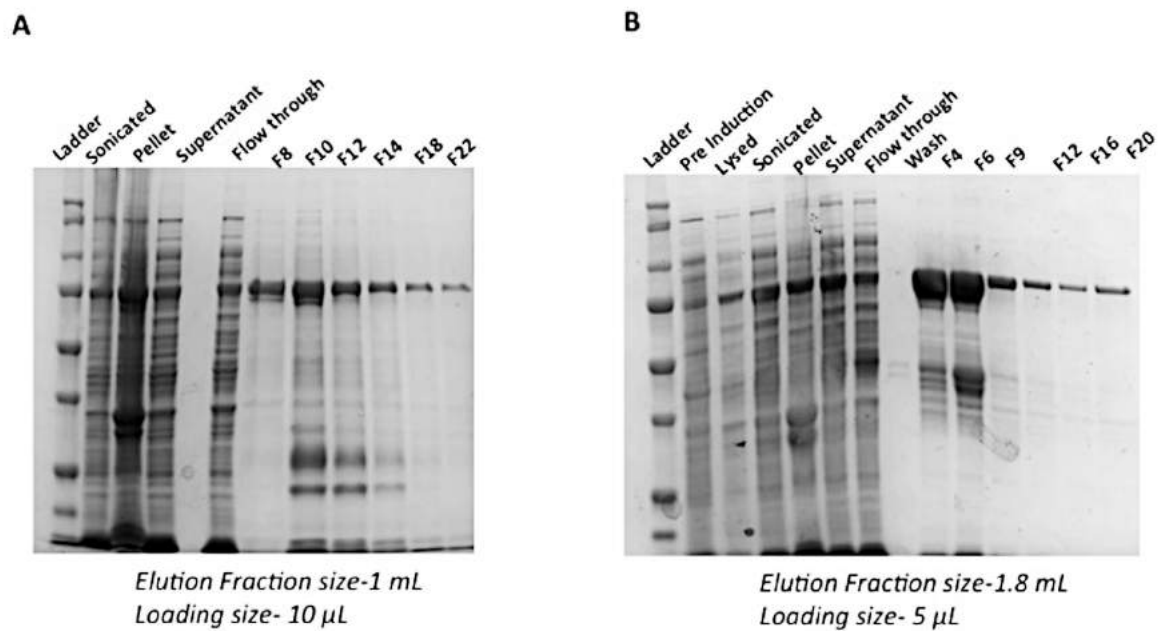 A
Ladder
Sonicated
Pellet
Supernatant
Flow through
F8
F10
F12
F14
F18
F22
Elution Fraction size-1 mL
Loading size- 10 µL
B
Ladder
Pre Induction
Lysed
Sonicated
Pellet
Supernatant
Flow through
Wash
F4
F6
F9
F12
F16
F20
Elution Fraction size-1.8 mL
Loading size- 5 µL